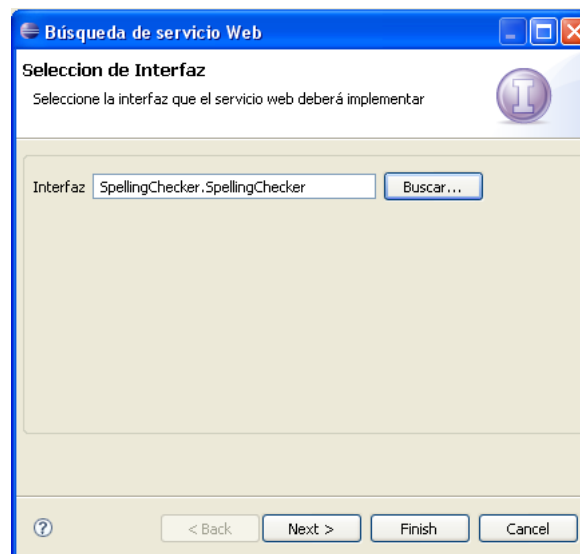 Búsqueda de servicio Web
Seleccion de Interfaz
Seleccione la interfaz que el servicio web deberá implementar
I
Interfaz SpellingChecker.SpellingChecker Buscar...
? < Back Next > Finish Cancel